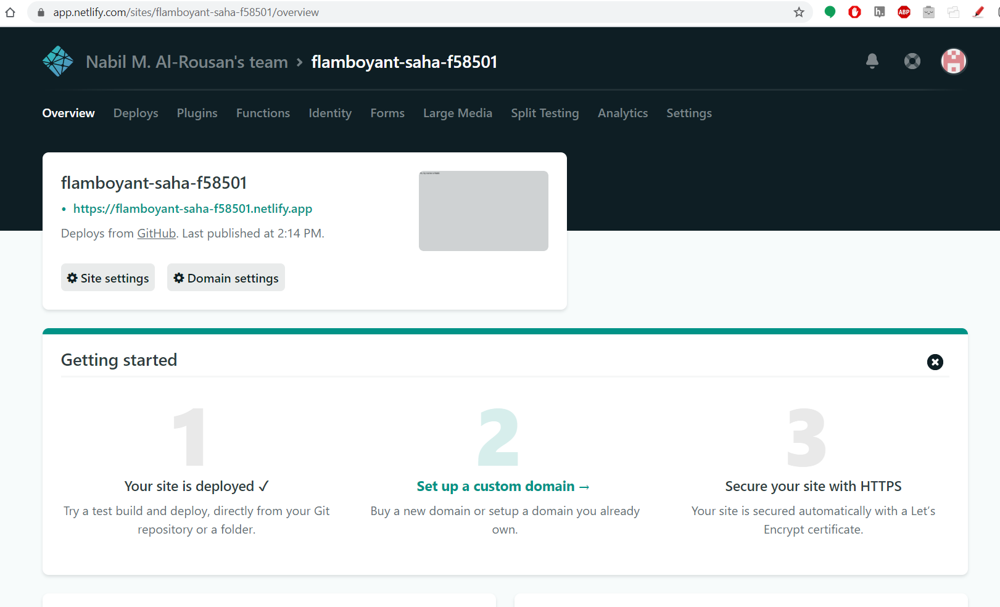 app.netlify.com/sites/flamboyant-saha-f58501/overview
h.
ABP
Nabil M. Al-Rousan's team > flamboyant-saha-f58501
Overview Deploys Plugins Functions Identity Forms Large Media Split Testing Analytics Settings
flamboyant-saha-f58501
• https://flamboyant-saha-f58501.netlify.app
Deploys from GitHub. Last published at 2:14 PM.
Site settings Domain settings
Getting started
1
Your site is deployed ✓
Try a test build and deploy, directly from your Git
repository or a folder.
2
Set up a custom domain →
Buy a new domain or setup a domain you already
own.
3
Secure your site with HTTPS
Your site is secured automatically with a Let’s
Encrypt certificate.